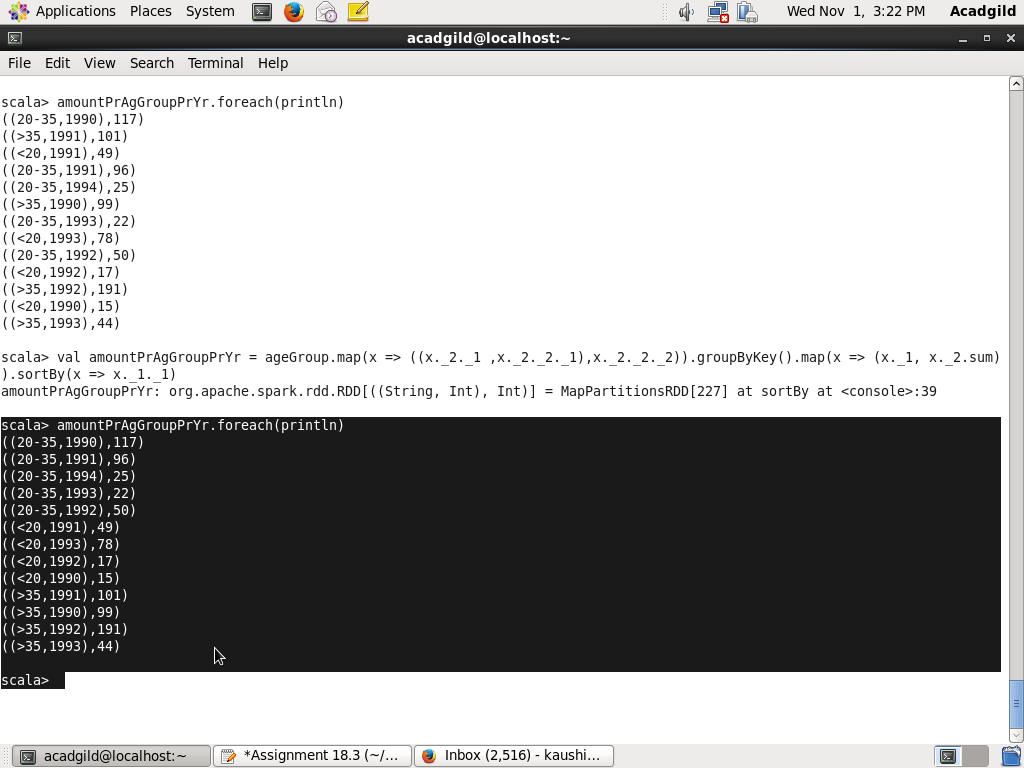 Applications Places System Wed Nov 1, 3:22 PM Acadgild
acadgild@localhost:~
File Edit View Search Terminal Help
scala> amountPrAgGroupPrYr.foreach(println)
((20-35,1990),117)
((>35,1991),101)
((<20,1991),49)
((20-35,1991),96)
((20-35,1994),25)
((>35,1990),99)
((20-35,1993),22)
((<20,1993),78)
((20-35,1992),50)
((<20,1992),17)
((>35,1992),191)
((<20,1990),15)
((>35,1993),44)
scala> val amountPrAgGroupPrYr = ageGroup.map(x => ((x._2._1 ,x._2._2._1),x._2._2._2)).groupByKey().map(x => (x._1, x._2.sum)
).sortBy(x => x._1._1)
amountPrAgGroupPrYr: org.apache.spark.rdd.RDD[((String, Int), Int)] = MapPartitionsRDD[227] at sortBy at <console>:39
scala> amountPrAgGroupPrYr.foreach(println)
((20-35,1990),117)
((20-35,1991),96)
((20-35,1994),25)
((20-35,1993),22)
((20-35,1992),50)
((<20,1991),49)
((<20,1993),78)
((<20,1992),17)
((<20,1990),15)
((>35,1991),101)
((>35,1990),99)
((>35,1992),191)
((>35,1993),44)
scala>
acadgild@localhost:~ *Assignment 18.3 (~/... Inbox (2,516) - kaushi...